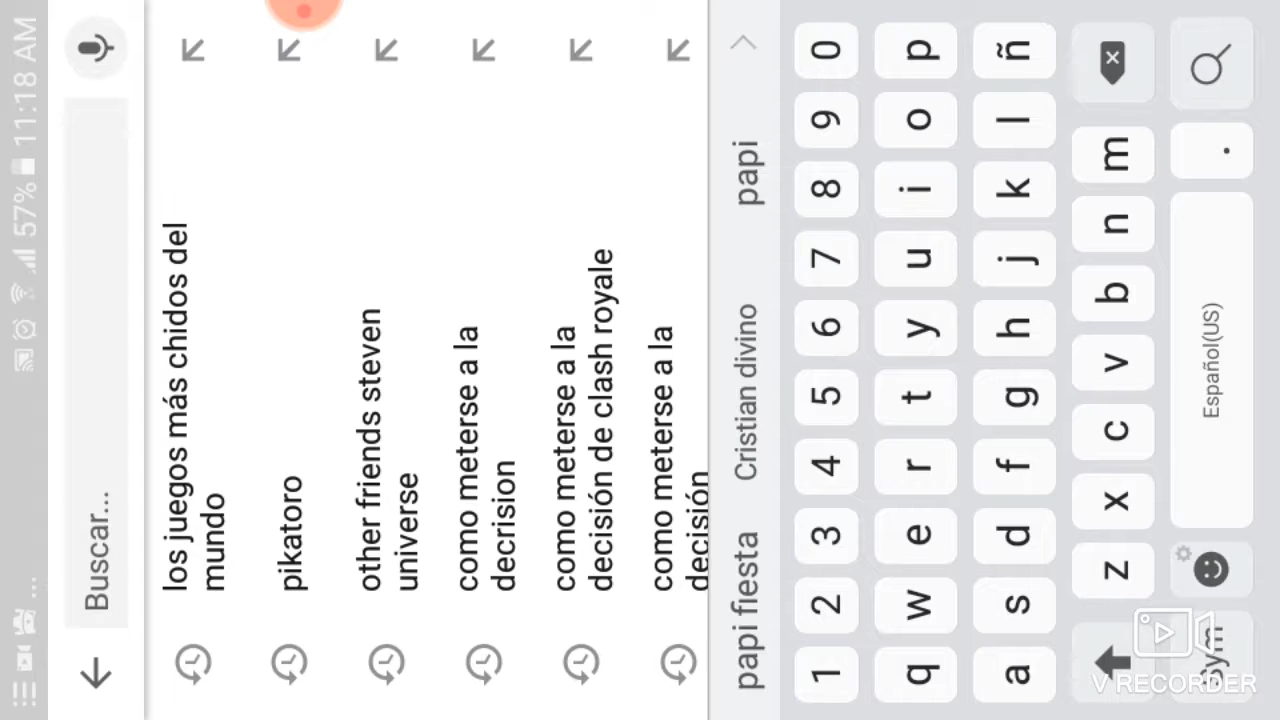 57% 11:18 AM
Buscar...
los juegos más chidos del
mundo
pikatoro
other friends steven
universe
como meterse a la
decrision
como meterse a la
decisión de clash royale
como meterse a la
decisión
papi fiesta Cristian divino papi
1 2 3 4 5 6 7 8 9 0
q w e r t y u i o p
a s d f g h j k l ñ
z x c v b n m
Sym Español(US) .
V RECORDER